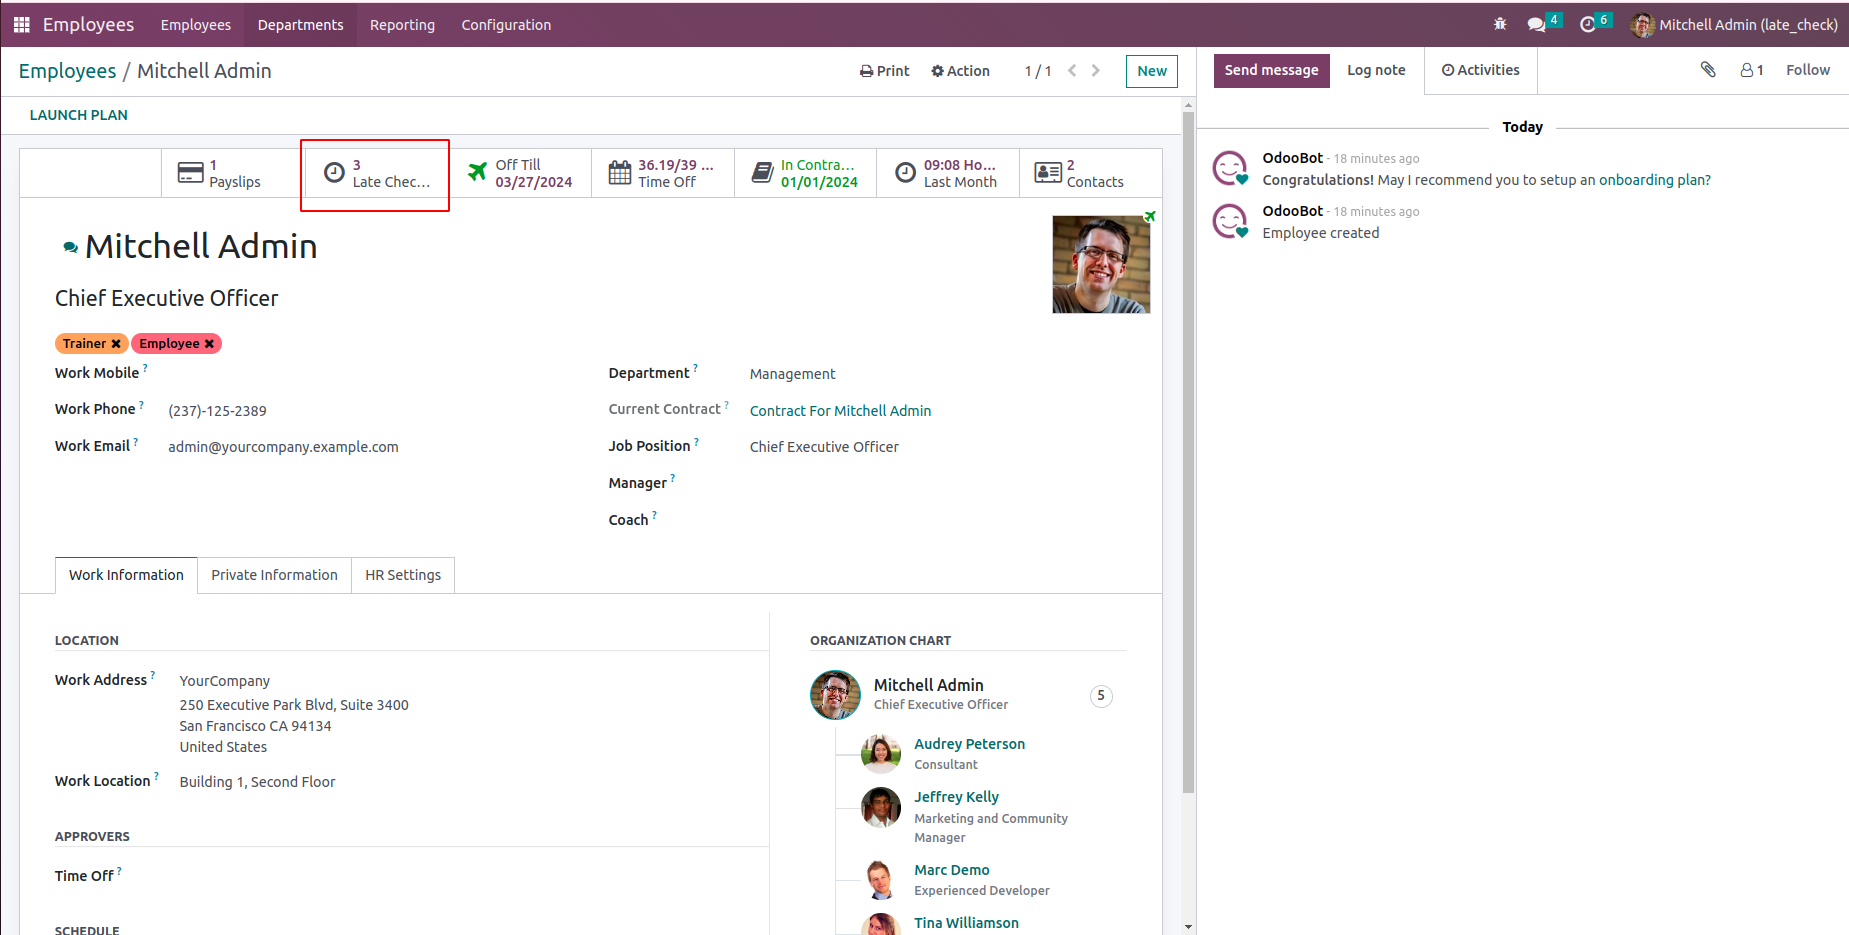 Employees Employees Departments Reporting Configuration 4 6 Mitchell Admin (late_check)
Employees / Mitchell Admin Print Action 1 / 1 New
Send message Log note Activities 1 Follow
LAUNCH PLAN
1 Payslips
3 Late Chec...
Off Till 03/27/2024
36.19/39 ... Time Off
In Contra... 01/01/2024
09:08 Ho... Last Month
2 Contacts
Mitchell Admin
Chief Executive Officer
Trainer ✖ Employee ✖
Work Mobile ?
Work Phone ? (237)-125-2389
Work Email ? admin@yourcompany.example.com
Department ? Management
Current Contract ? Contract For Mitchell Admin
Job Position ? Chief Executive Officer
Manager ?
Coach ?
Work Information Private Information HR Settings
LOCATION
Work Address ? YourCompany
250 Executive Park Blvd, Suite 3400
San Francisco CA 94134
United States
Work Location ? Building 1, Second Floor
APPROVERS
Time Off ?
SCHEDULE
ORGANIZATION CHART
Mitchell Admin
Chief Executive Officer
5
Audrey Peterson
Consultant
Jeffrey Kelly
Marketing and Community
Manager
Marc Demo
Experienced Developer
Tina Williamson
Today
OdooBot - 18 minutes ago
Congratulations! May I recommend you to setup an onboarding plan?
OdooBot - 18 minutes ago
Employee created